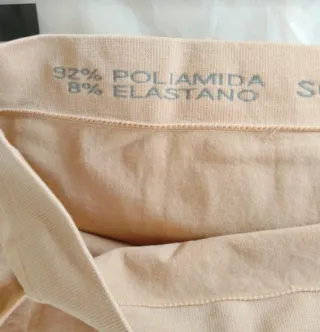 92% POLIAMIDA
8% ELASTANO